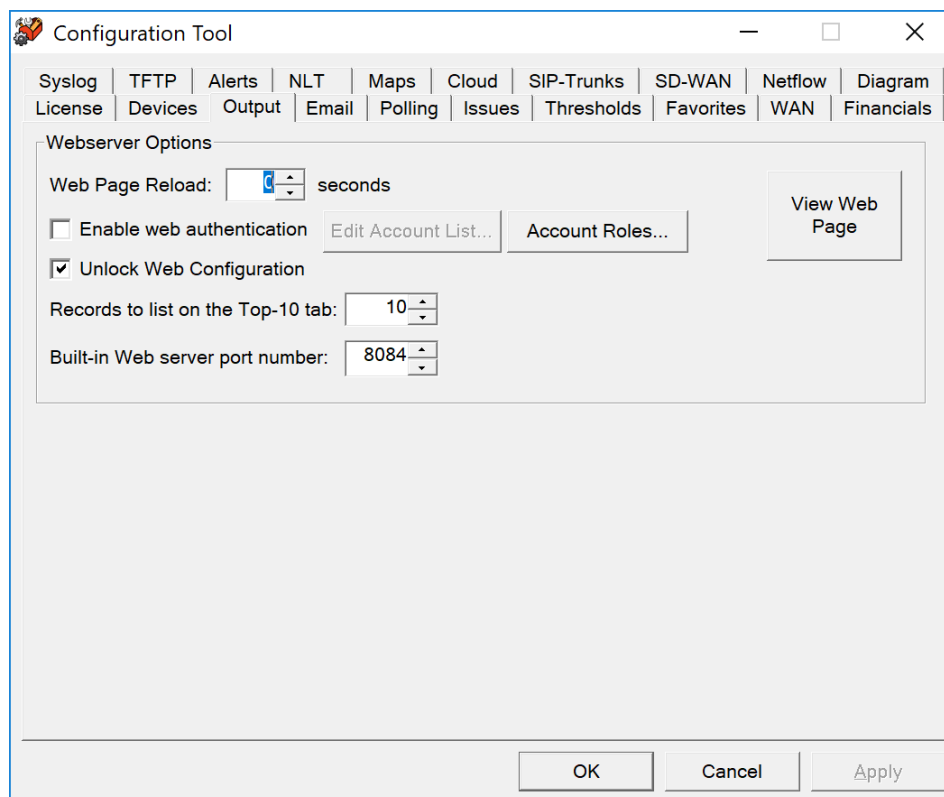 Configuration Tool
Syslog TFTP Alerts NLT Maps Cloud SIP-Trunks SD-WAN Netflow Diagram
License Devices Output Email Polling Issues Thresholds Favorites WAN Financials
Webserver Options
Web Page Reload: seconds
View Web
Page
Enable web authentication Edit Account List... Account Roles...
Unlock Web Configuration
Records to list on the Top-10 tab: 10
Built-in Web server port number: 8084
OK Cancel Apply